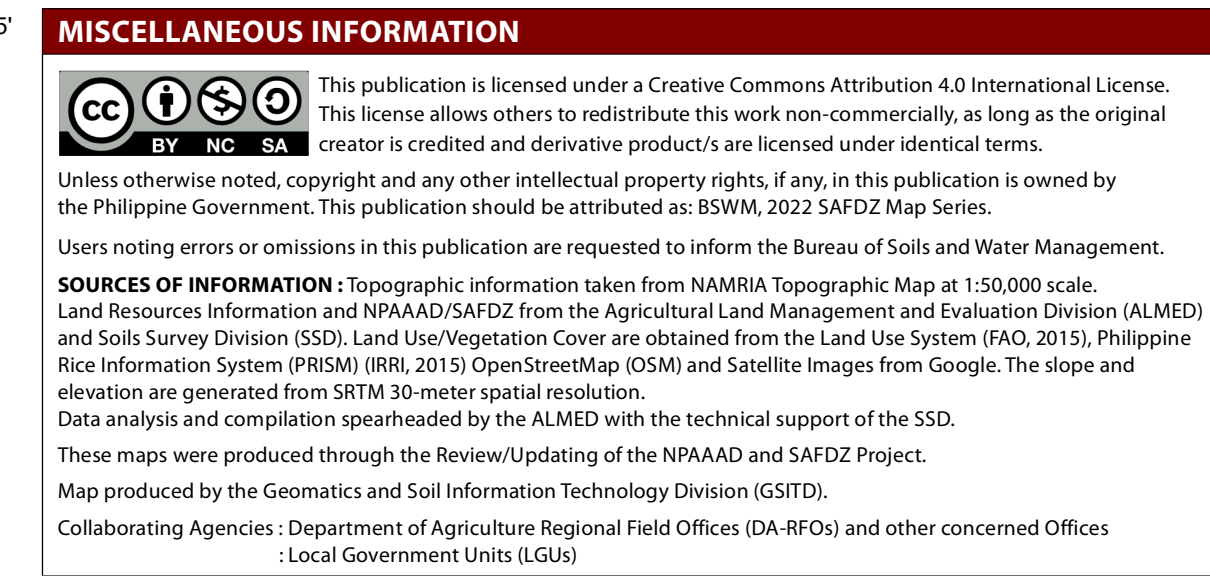 5'
MISCELLANEOUS INFORMATION
cc
BY NC SA
This publication is licensed under a Creative Commons Attribution 4.0 International License.
This license allows others to redistribute this work non-commercially, as long as the original
creator is credited and derivative product/s are licensed under identical terms.
Unless otherwise noted, copyright and any other intellectual property rights, if any, in this publication is owned by
the Philippine Government. This publication should be attributed as: BSWM, 2022 SAFDZ Map Series.
Users noting errors or omissions in this publication are requested to inform the Bureau of Soils and Water Management.
SOURCES OF INFORMATION : Topographic information taken from NAMRIA Topographic Map at 1:50,000 scale.
Land Resources Information and NPAAAD/SAFDZ from the Agricultural Land Management and Evaluation Division (ALMED)
and Soils Survey Division (SSD). Land Use/Vegetation Cover are obtained from the Land Use System (FAO, 2015), Philippine
Rice Information System (PRISM) (IRRI, 2015) OpenStreetMap (OSM) and Satellite Images from Google. The slope and
elevation are generated from SRTM 30-meter spatial resolution.
Data analysis and compilation spearheaded by the ALMED with the technical support of the SSD.
These maps were produced through the Review/Updating of the NPAAAD and SAFDZ Project.
Map produced by the Geomatics and Soil Information Technology Division (GSITD).
Collaborating Agencies : Department of Agriculture Regional Field Offices (DA-RFOs) and other concerned Offices
: Local Government Units (LGUs)